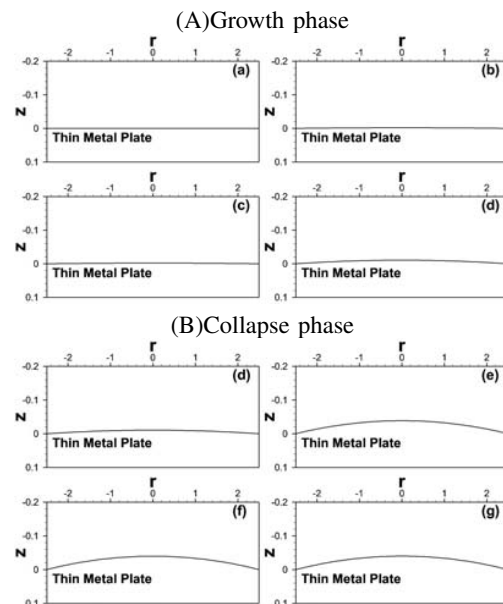 (A)Growth phase
r r
-2 -1 0 1 2 -2 -1 0 1 2
-0.2 (a) -0.2 (b)
-0.1 -0.1
z z
0 0
Thin Metal Plate Thin Metal Plate
0.1 0.1
r r
-2 -1 0 1 2 -2 -1 0 1 2
-0.2 (c) -0.2 (d)
-0.1 -0.1
z z
0 0
Thin Metal Plate Thin Metal Plate
0.1 0.1
(B)Collapse phase
r r
-2 -1 0 1 2 -2 -1 0 1 2
-0.2 (d) -0.2 (e)
-0.1 -0.1
z z
0 0
Thin Metal Plate Thin Metal Plate
0.1 0.1
r r
-2 -1 0 1 2 -2 -1 0 1 2
-0.2 (f) -0.2 (g)
-0.1 -0.1
z z
0 0
Thin Metal Plate Thin Metal Plate
0.1 0.1